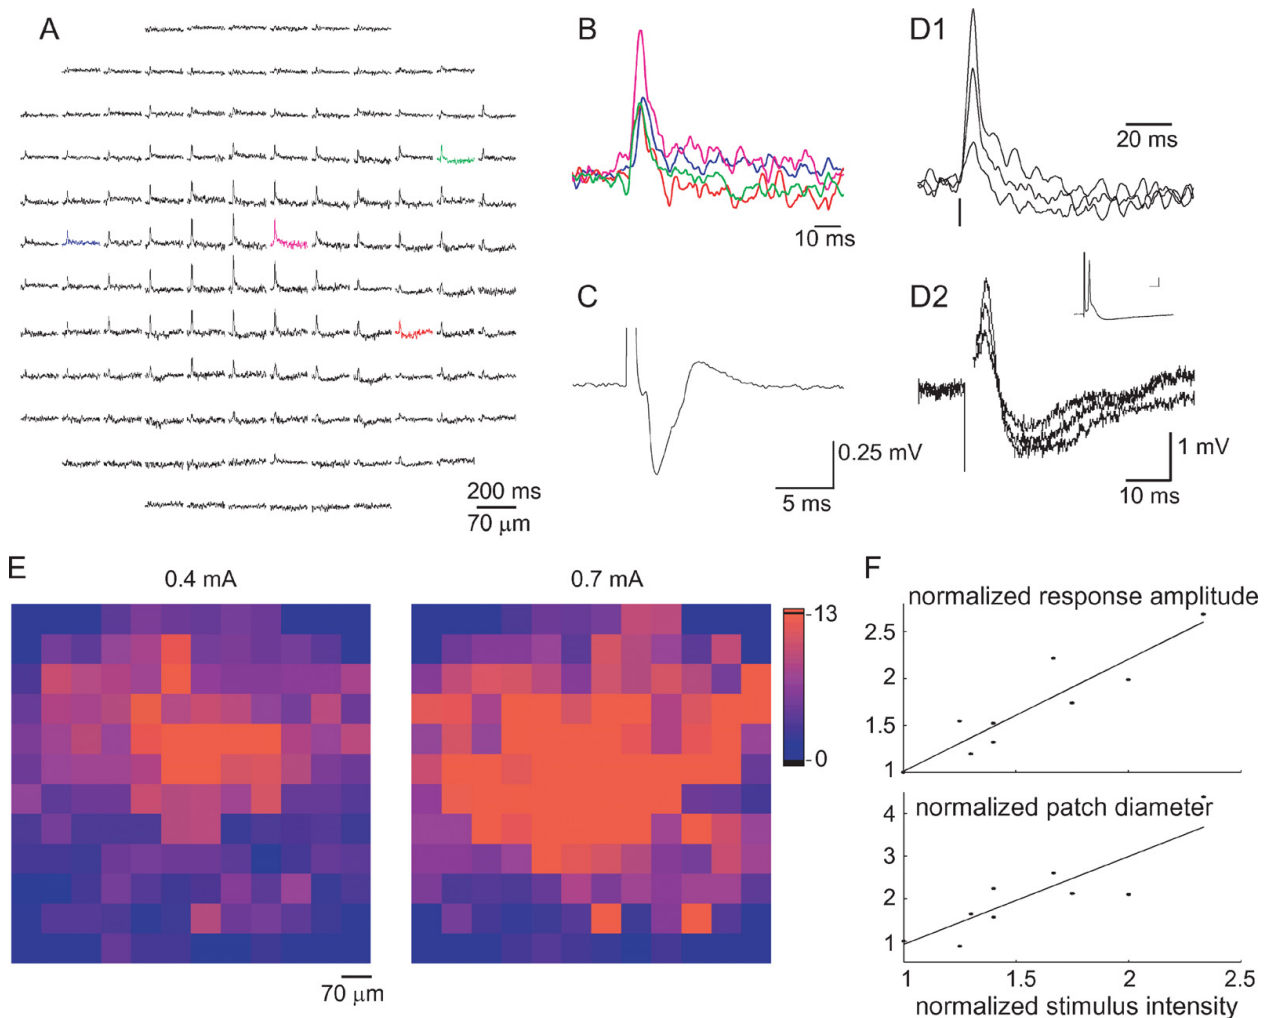 A
200 ms
70 μm
B
10 ms
C
0.25 mV
5 ms
D1
20 ms
D2
1 mV
10 ms
E
0.4 mA
0.7 mA
13
0
70 μm
F
normalized response amplitude
2.5
2
1.5
1
normalized patch diameter
4
3
2
1
1
1.5
2
2.5
normalized stimulus intensity